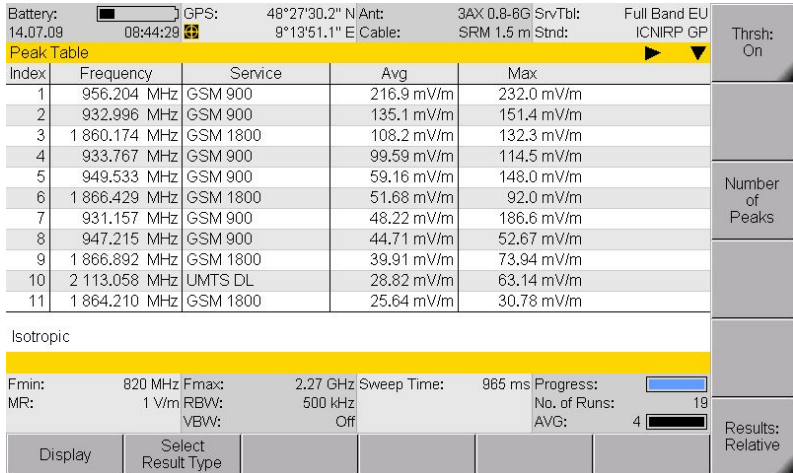 Battery: GPS: 48°27'30.2" N Ant: 3AX 0.8-6G SrvTbl: Full Band EU
14.07.09 08:44:29 9°13'51.1" E Cable: SRM 1.5 m Stnd: ICNIRP GP
Thrsh:
On
Peak Table
Index Frequency Service Avg Max
1 956.204 MHz GSM 900 216.9 mV/m 232.0 mV/m
2 932.996 MHz GSM 900 135.1 mV/m 151.4 mV/m
3 1 860.174 MHz GSM 1800 108.2 mV/m 132.3 mV/m
4 933.767 MHz GSM 900 99.59 mV/m 114.5 mV/m
5 949.533 MHz GSM 900 59.16 mV/m 148.0 mV/m
6 1 866.429 MHz GSM 1800 51.68 mV/m 92.0 mV/m
7 931.157 MHz GSM 900 48.22 mV/m 186.6 mV/m
8 947.215 MHz GSM 900 44.71 mV/m 52.67 mV/m
9 1 866.892 MHz GSM 1800 39.91 mV/m 73.94 mV/m
10 2 113.058 MHz UMTS DL 28.82 mV/m 63.14 mV/m
11 1 864.210 MHz GSM 1800 25.64 mV/m 30.78 mV/m
Number
of
Peaks
Isotropic
Fmin: 820 MHz Fmax: 2.27 GHz Sweep Time: 965 ms Progress:
MR: 1 V/m RBW: 500 kHz No. of Runs: 19
VBW: Off AVG: 4
Results:
Relative
Display
Select
Result Type